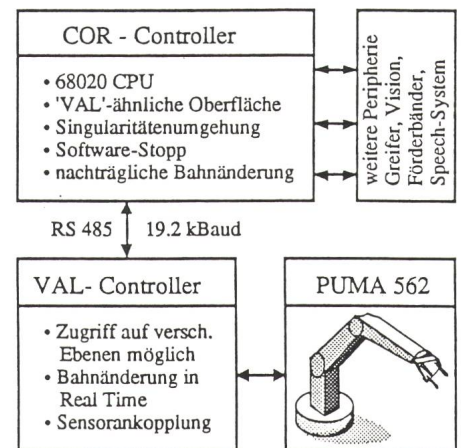 COR - Controller
• 68020 CPU
• 'VAL'-ähnliche Oberfläche
• Singularitätenumgehung
• Software-Stopp
• nachträgliche Bahnänderung
weitere Peripherie
Greifer, Vision,
Förderbänder,
Speech-System
RS 485
19.2 kBaud
VAL- Controller
• Zugriff auf versch.
Ebenen möglich
• Bahnänderung in
Real Time
• Sensorankopplung
PUMA 562